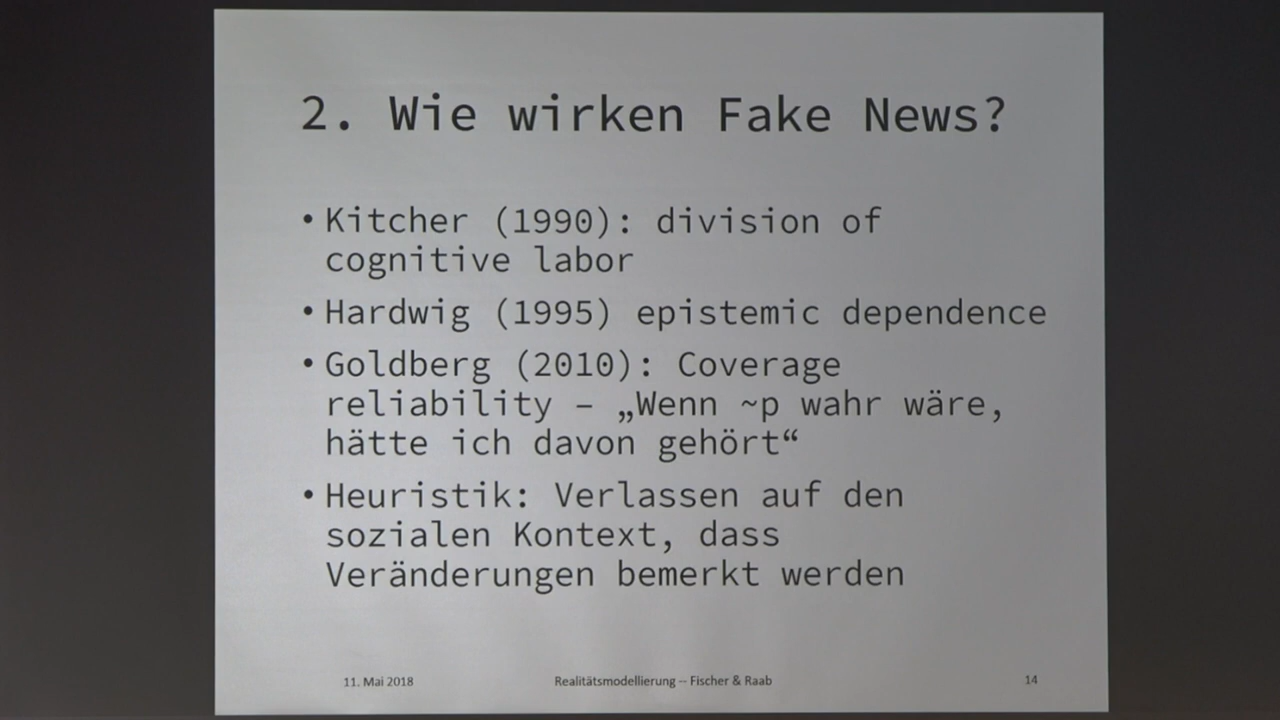 2. Wie wirken Fake News?
• Kitcher (1990): division of
cognitive labor
• Hardwig (1995) epistemic dependence
• Goldberg (2010): Coverage
reliability – „Wenn ~p wahr wäre,
hätte ich davon gehört“
• Heuristik: Verlassen auf den
sozialen Kontext, dass
Veränderungen bemerkt werden
11. Mai 2018 Realitätsmodellierung -- Fischer & Raab 14